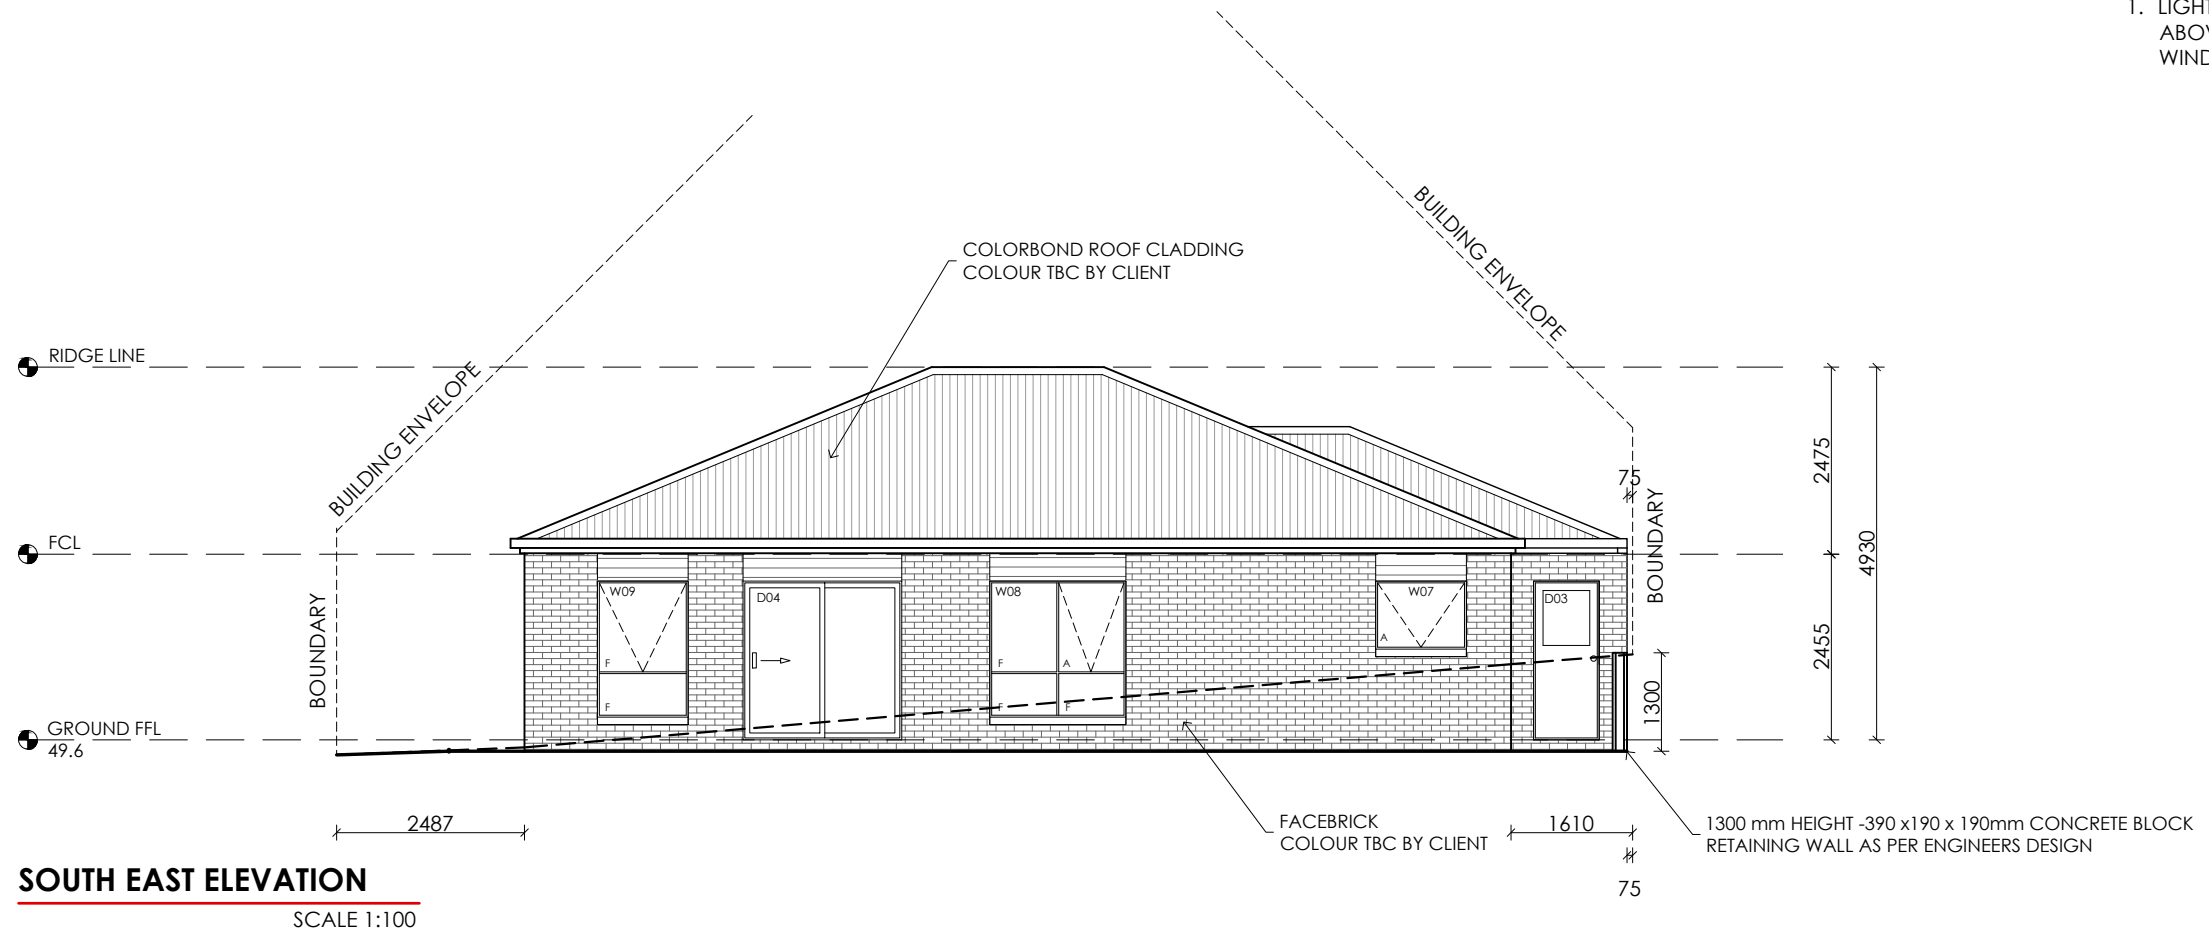 1. LIGHT
ABOV
WIND
BUILDING ENVELOPE
COLORBOND ROOF CLADDING
COLOUR TBC BY CLIENT
RIDGE LINE
BUILDING ENVELOPE
2475
75
4930
FCL
BOUNDARY
BOUNDARY
W09
D04
W08
W07
D03
A
2455
F
F
A
1300
F
F
F
GROUND FFL
49.6
2487
FACEBRICK
COLOUR TBC BY CLIENT
1610
1300 mm HEIGHT -390 x190 x 190mm CONCRETE BLOCK
RETAINING WALL AS PER ENGINEERS DESIGN
75
SOUTH EAST ELEVATION
SCALE 1:100